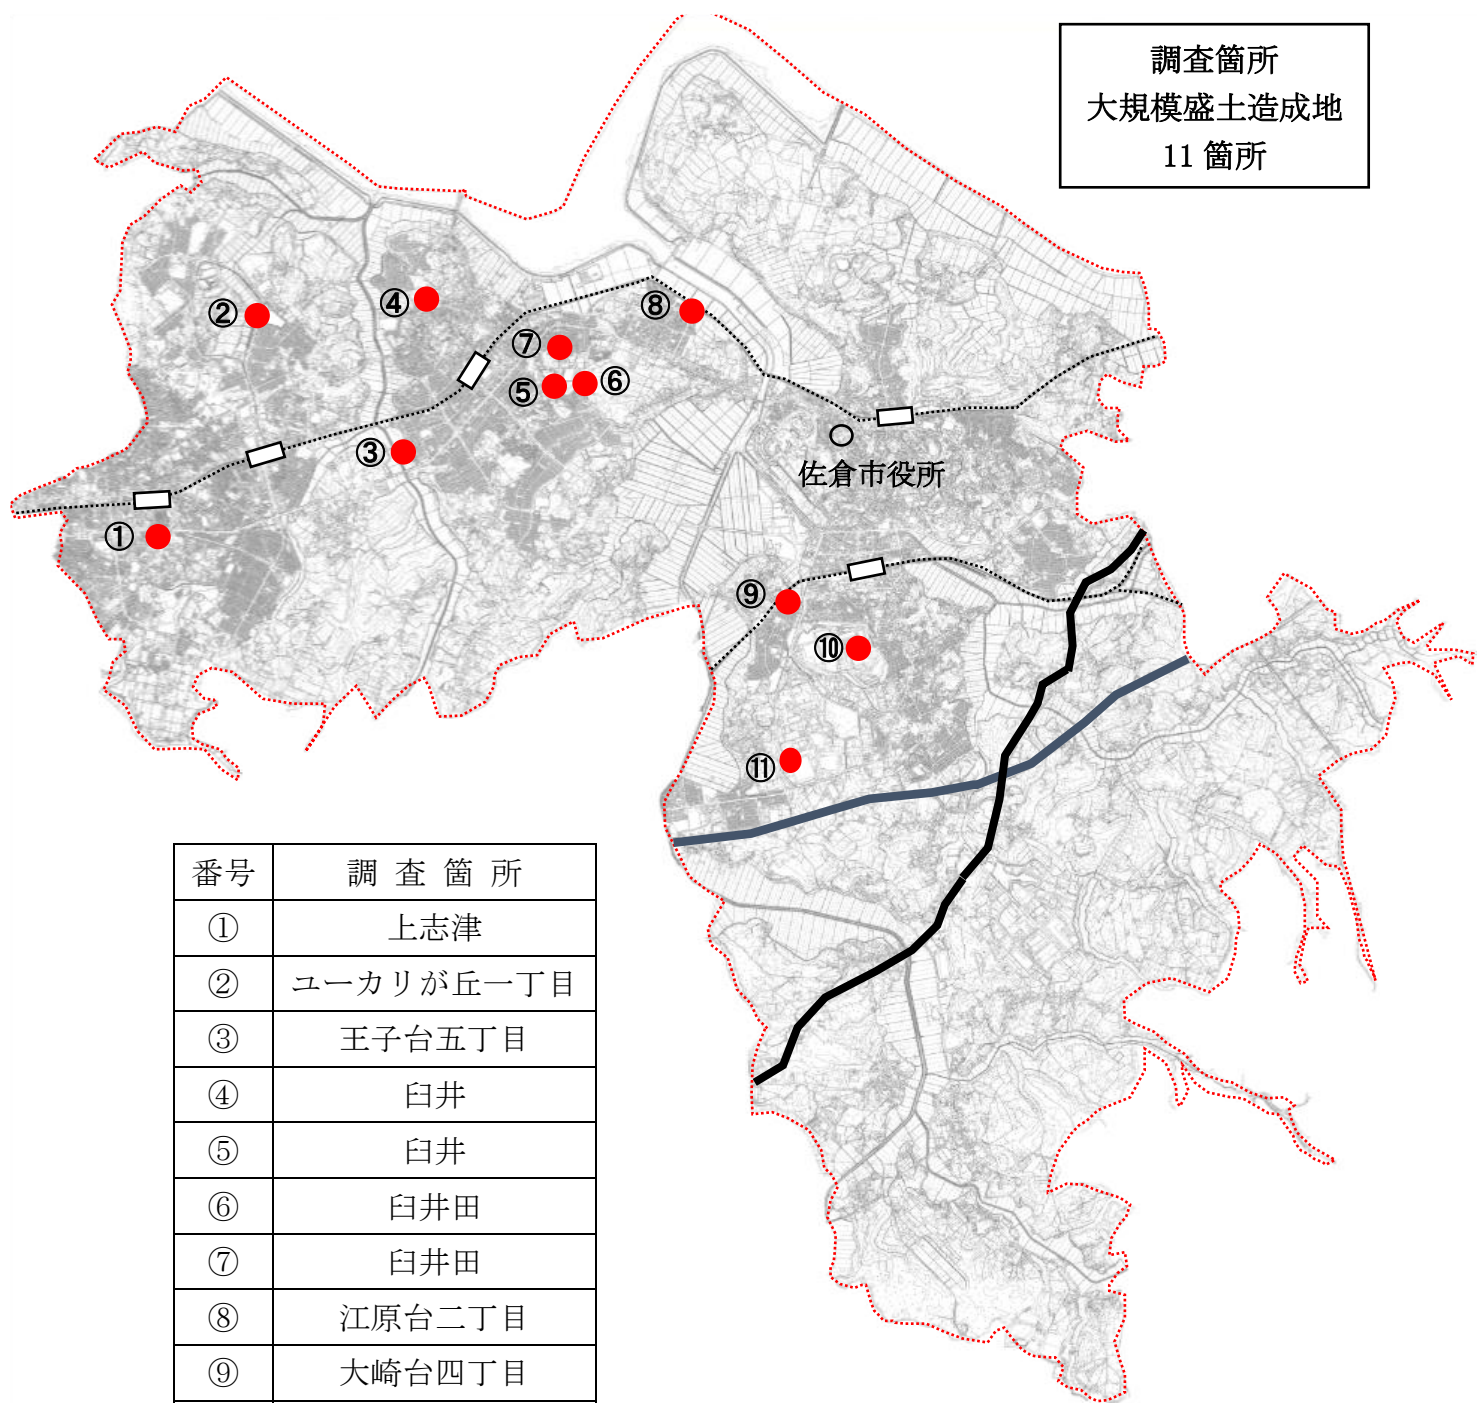 調査箇所
大規模盛土造成地
11 箇所
②
④
⑧
⑦
⑤
⑥
③
佐倉市役所
①
⑨
⑩
⑪
番号 調査箇所
① 上志津
② ユーカリが丘一丁目
③ 王子台五丁目
④ 臼井
⑤ 臼井
⑥ 臼井田
⑦ 臼井田
⑧ 江原台二丁目
⑨ 大崎台四丁目